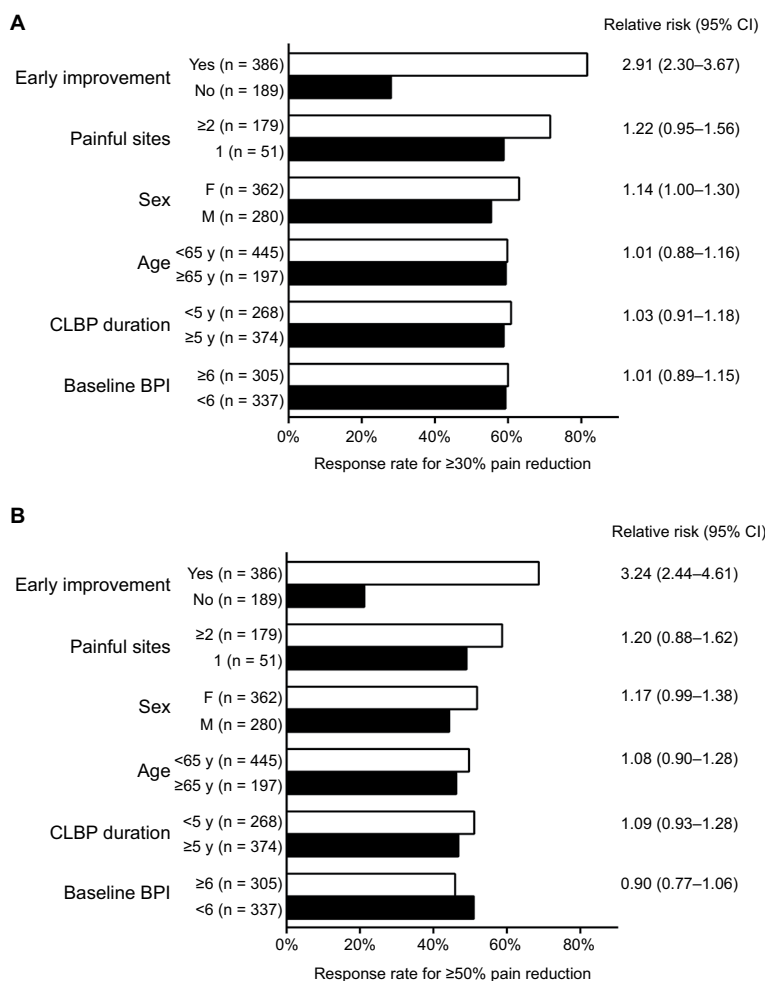 A
Relative risk (95% CI)
Early improvement
Yes (n = 386)
No (n = 189)
2.91 (2.30–3.67)
Painful sites
≥2 (n = 179)
1 (n = 51)
1.22 (0.95–1.56)
Sex
F (n = 362)
M (n = 280)
1.14 (1.00–1.30)
Age
<65 y (n = 445)
≥65 y (n = 197)
1.01 (0.88–1.16)
CLBP duration
<5 y (n = 268)
≥5 y (n = 374)
1.03 (0.91–1.18)
Baseline BPI
≥6 (n = 305)
<6 (n = 337)
1.01 (0.89–1.15)
0% 20% 40% 60% 80%
Response rate for ≥30% pain reduction
B
Relative risk (95% CI)
Early improvement
Yes (n = 386)
No (n = 189)
3.24 (2.44–4.61)
Painful sites
≥2 (n = 179)
1 (n = 51)
1.20 (0.88–1.62)
Sex
F (n = 362)
M (n = 280)
1.17 (0.99–1.38)
Age
<65 y (n = 445)
≥65 y (n = 197)
1.08 (0.90–1.28)
CLBP duration
<5 y (n = 268)
≥5 y (n = 374)
1.09 (0.93–1.28)
Baseline BPI
≥6 (n = 305)
<6 (n = 337)
0.90 (0.77–1.06)
0% 20% 40% 60% 80%
Response rate for ≥50% pain reduction